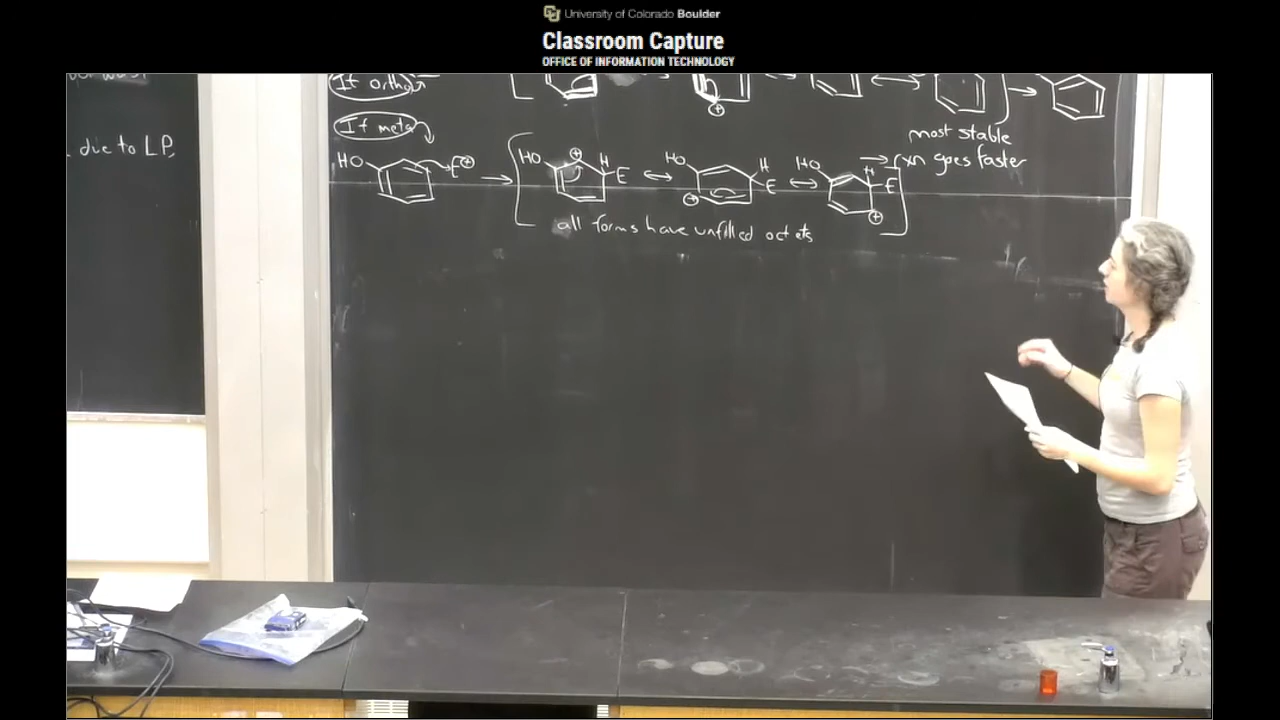 University of Colorado Boulder
Classroom Capture
OFFICE OF INFORMATION TECHNOLOGY
If ortho
If meta
due to LP,
most stable
→ rxn goes faster
HO
E⊕
HO ⊕ H E
HO H E ⊕
HO H E ⊕
all forms have unfilled octets